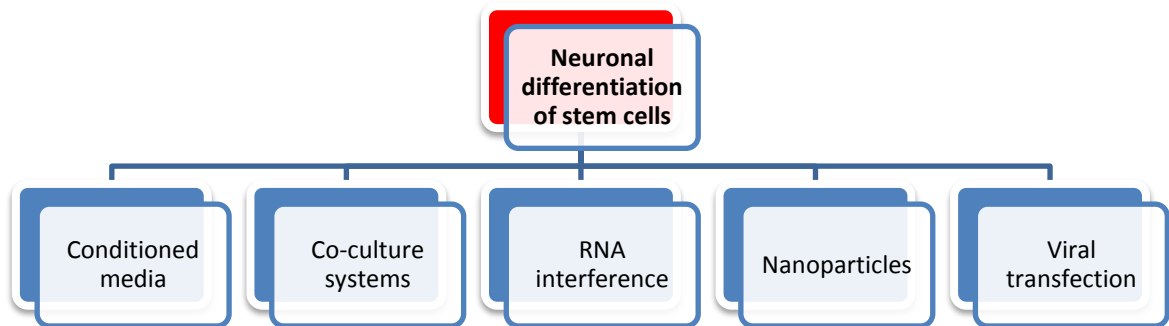 Neuronal
differentiation
of stem cells
Conditioned
media
Co-culture
systems
RNA
interference
Nanoparticles
Viral
transfection